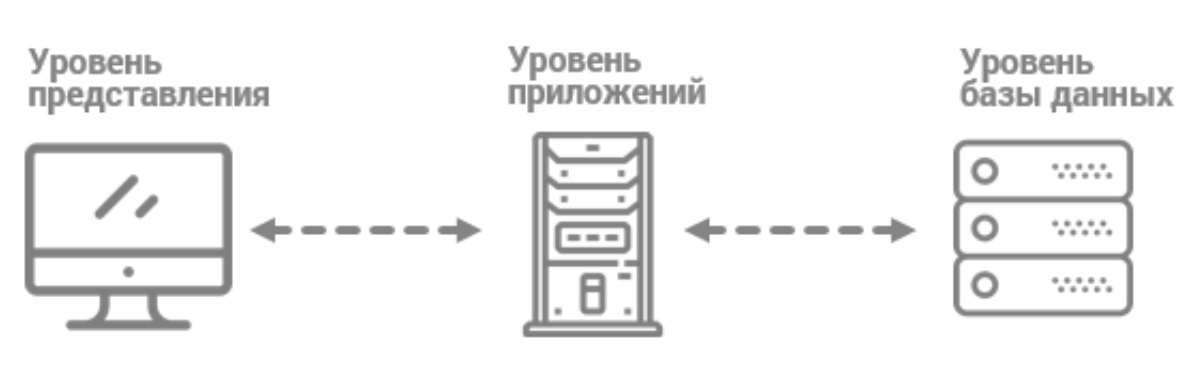 Уровень
представления
Уровень
приложений
Уровень
базы данных